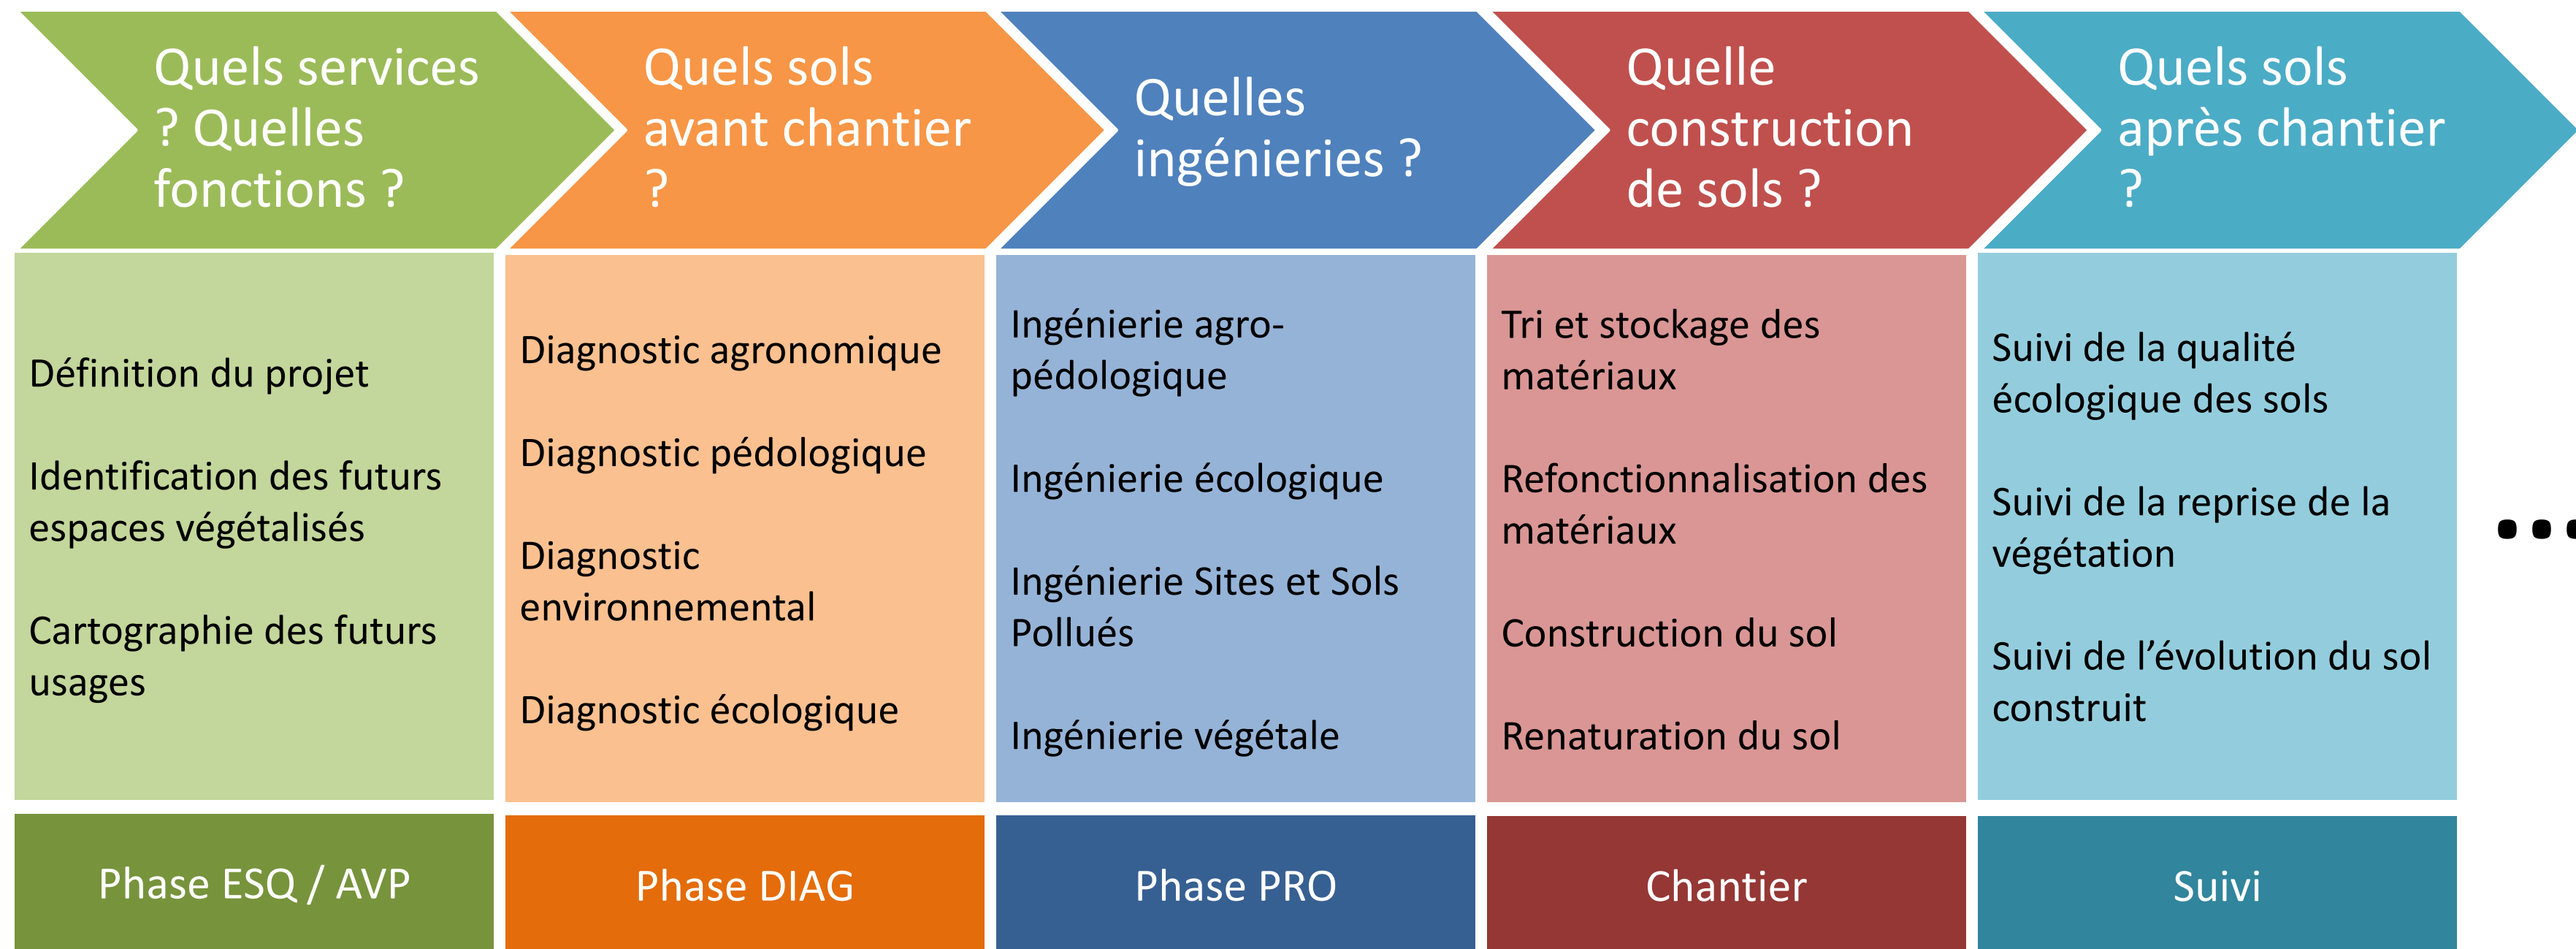 Quels services
? Quelles
fonctions ?
Quels sols
avant chantier
?
Quelles
ingénieries ?
Quelle
construction
de sols ?
Quels sols
après chantier
?
Définition du projet
Identification des futurs
espaces végétalisés
Cartographie des futurs
usages
Diagnostic agronomique
Diagnostic pédologique
Diagnostic
environnemental
Diagnostic écologique
Ingénierie agro-
pédologique
Ingénierie écologique
Ingénierie Sites et Sols
Pollués
Ingénierie végétale
Tri et stockage des
matériaux
Refonctionnalisation des
matériaux
Construction du sol
Renaturation du sol
Suivi de la qualité
écologique des sols
Suivi de la reprise de la
végétation
Suivi de l’évolution du sol
construit
...
Phase ESQ / AVP
Phase DIAG
Phase PRO
Chantier
Suivi